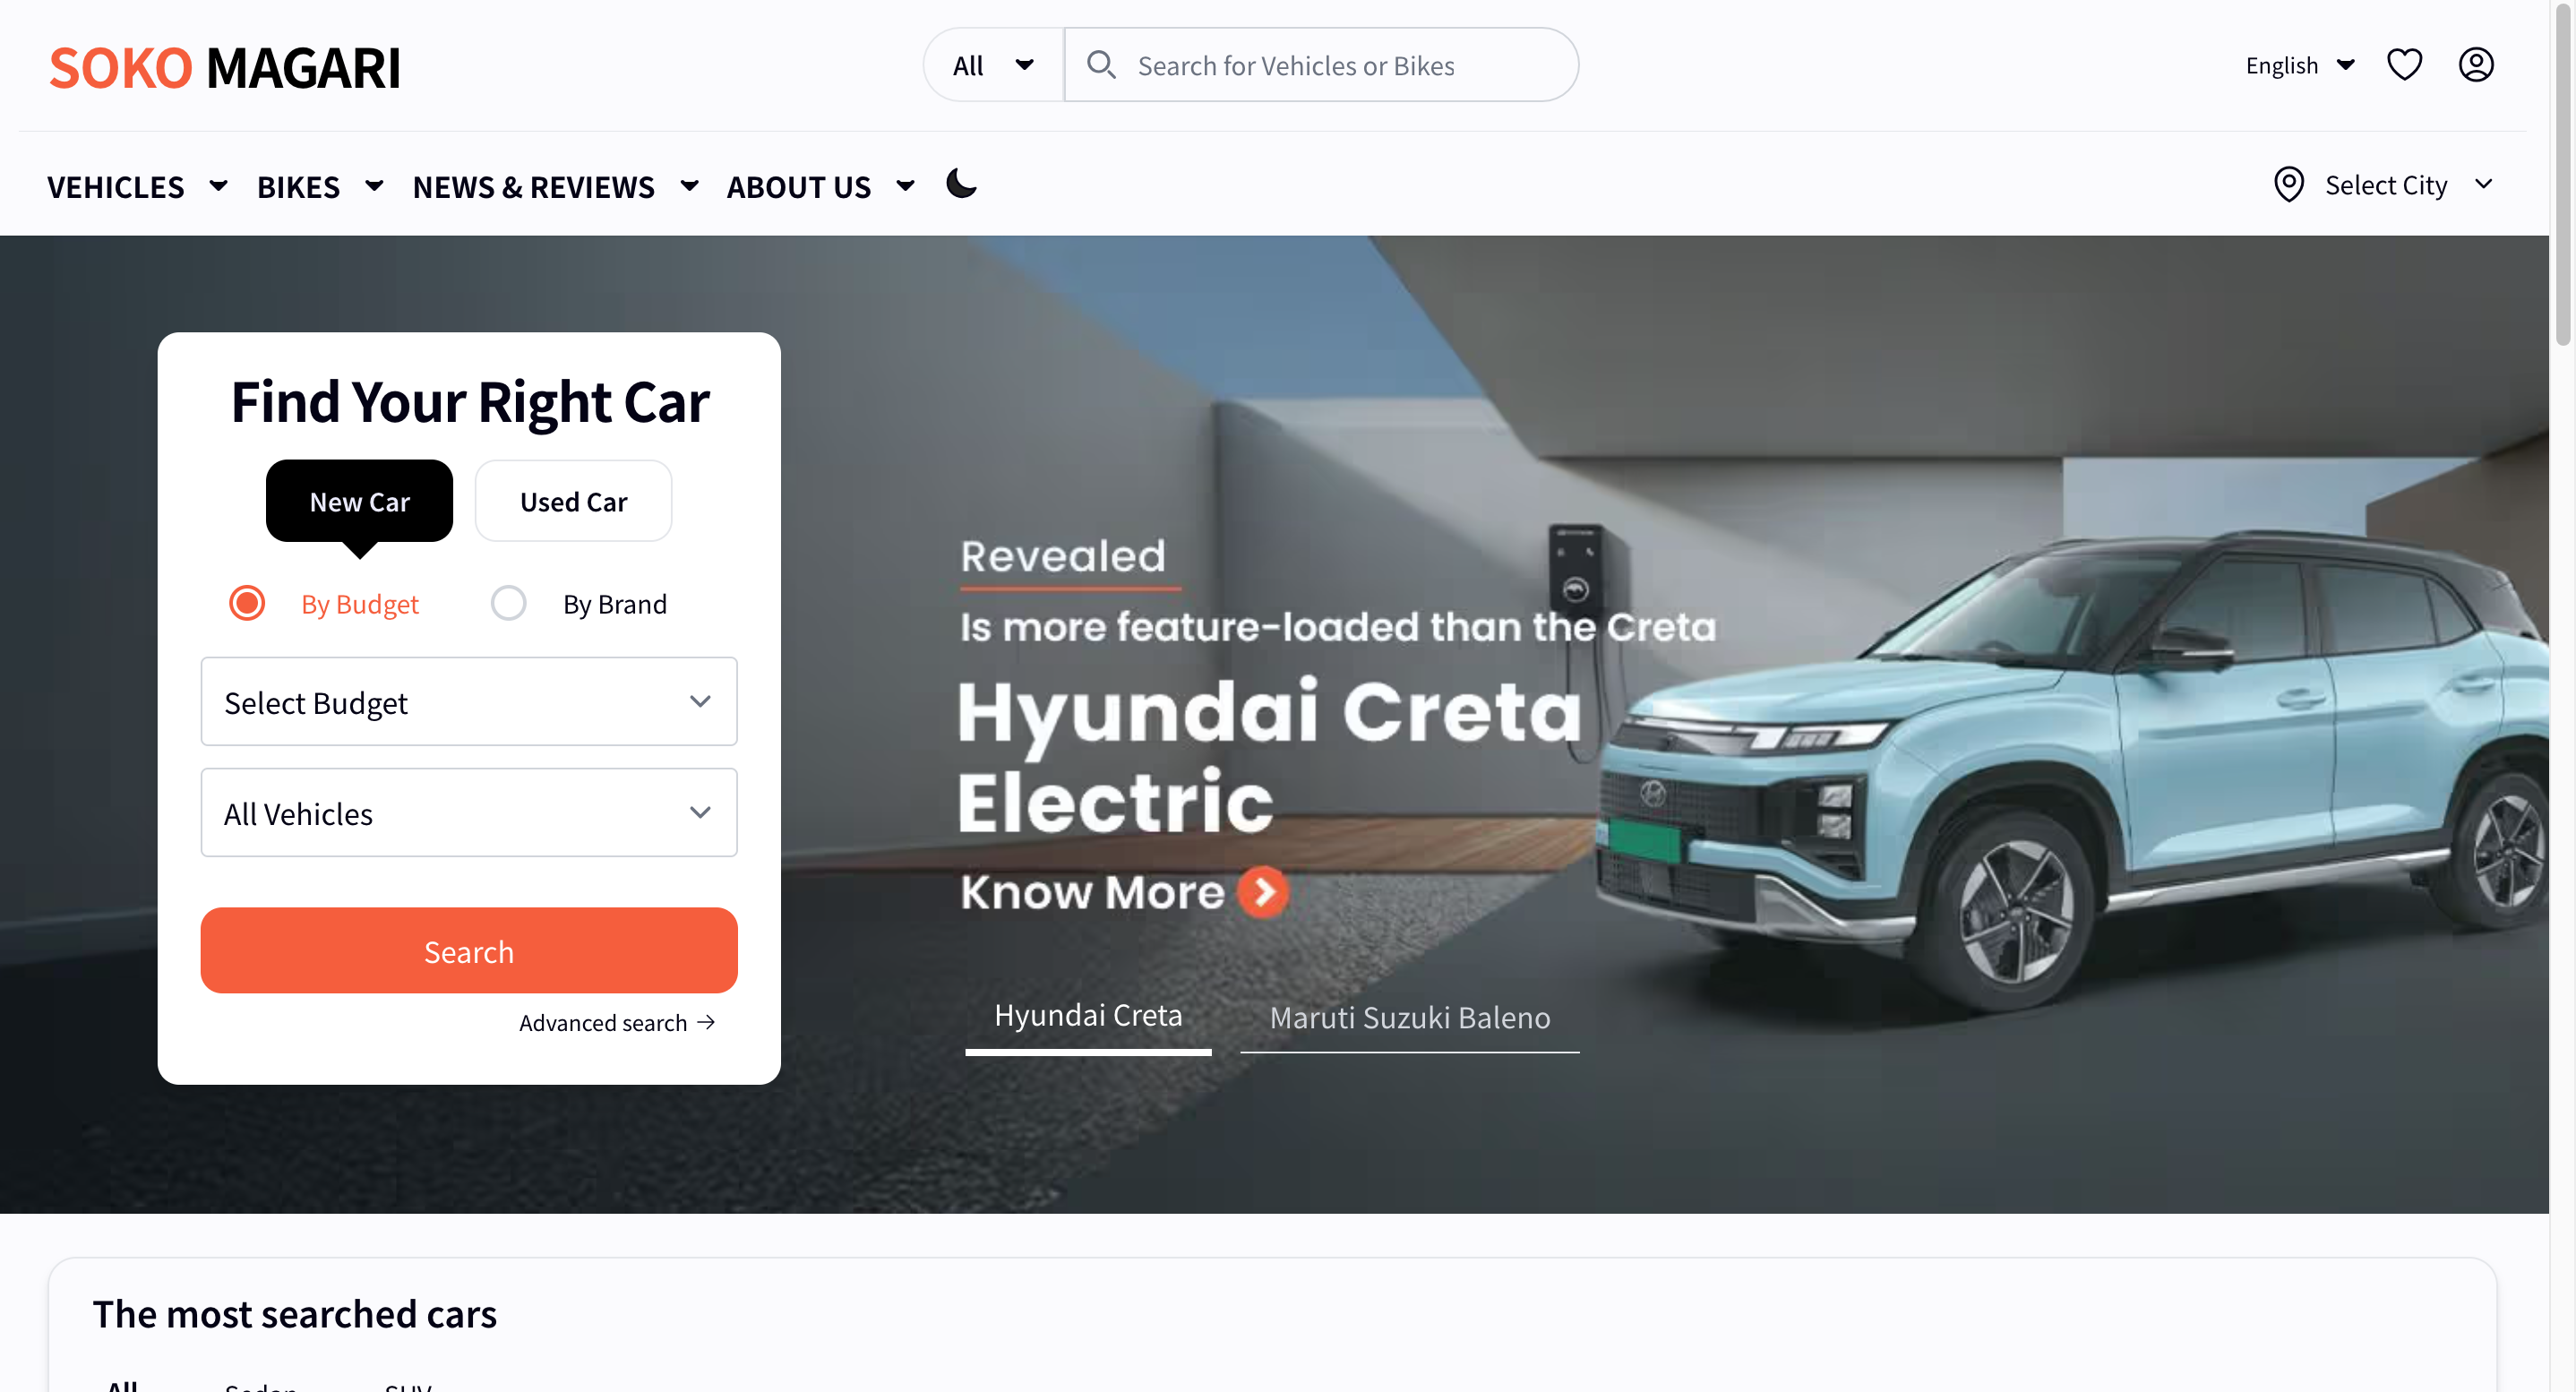 SOKO MAGARI
All
Search for Vehicles or Bikes
English
VEHICLES
BIKES
NEWS & REVIEWS
ABOUT US
Select City
Find Your Right Car
New Car
Used Car
By Budget
By Brand
Select Budget
All Vehicles
Search
Advanced search
Revealed
Is more feature-loaded than the Creta
Hyundai Creta
Electric
Know More
Hyundai Creta
Maruti Suzuki Baleno
The most searched cars
All
Sedan
SUV